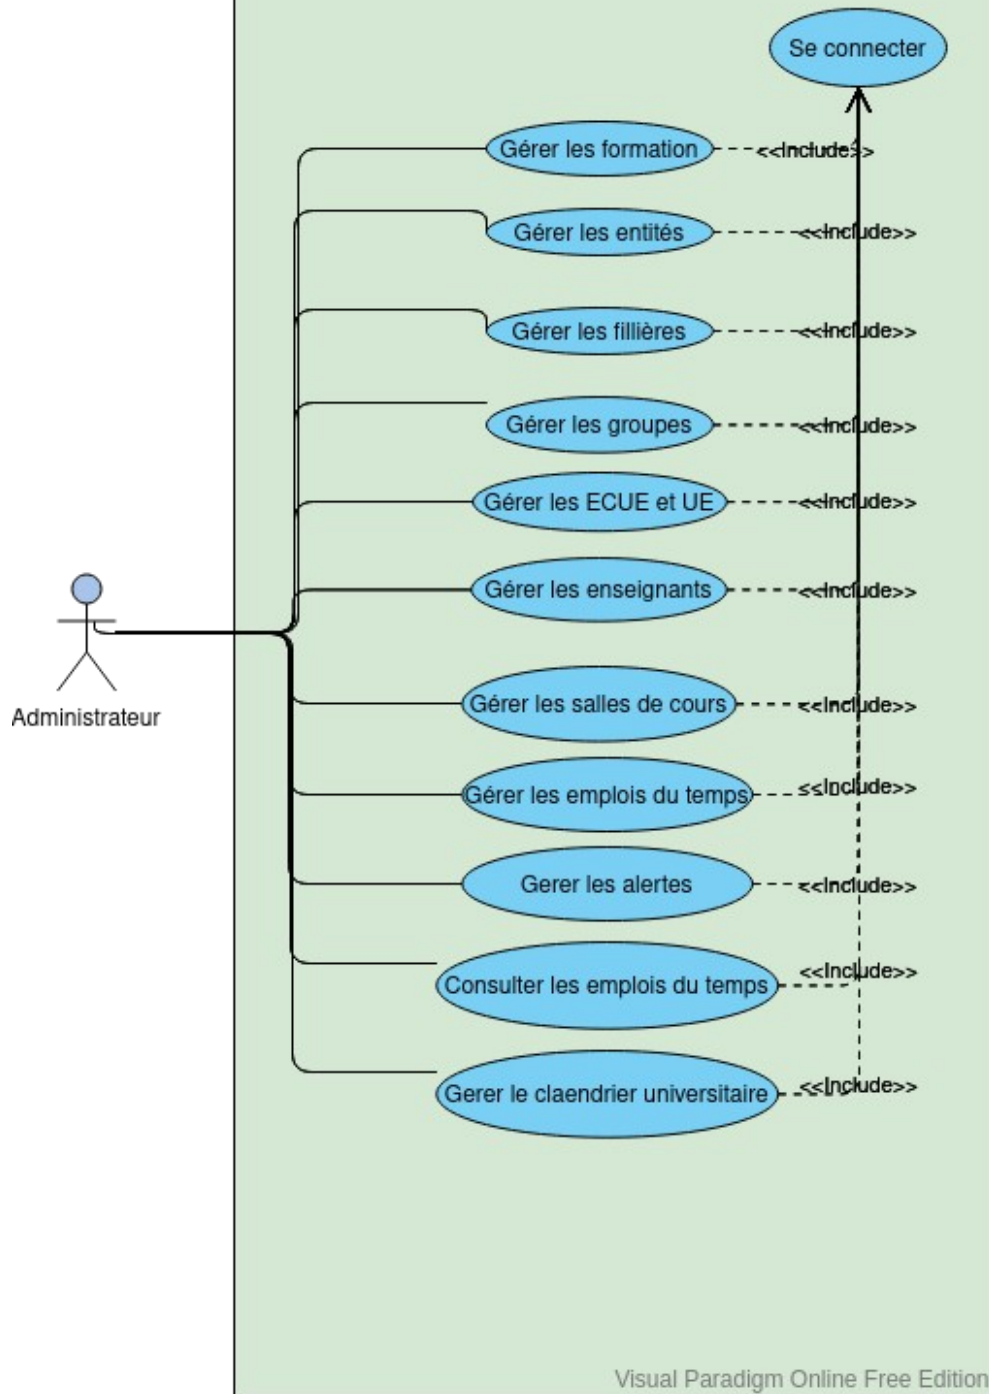 Se connecter
Gérer les formation
<<Include>>
Gérer les entités
<<Include>>
Gérer les fillières
<<Include>>
Gérer les groupes
<<Include>>
Gérer les ECUE et UE
<<Include>>
Gérer les enseignants
<<Include>>
Administrateur
Gérer les salles de cours
<<Include>>
Gérer les emplois du temps
<<Include>>
Gerer les alertes
<<Include>>
Consulter les emplois du temps
<<Include>>
Gerer le claendrier universitaire
<<Include>>
Visual Paradigm Online Free Edition